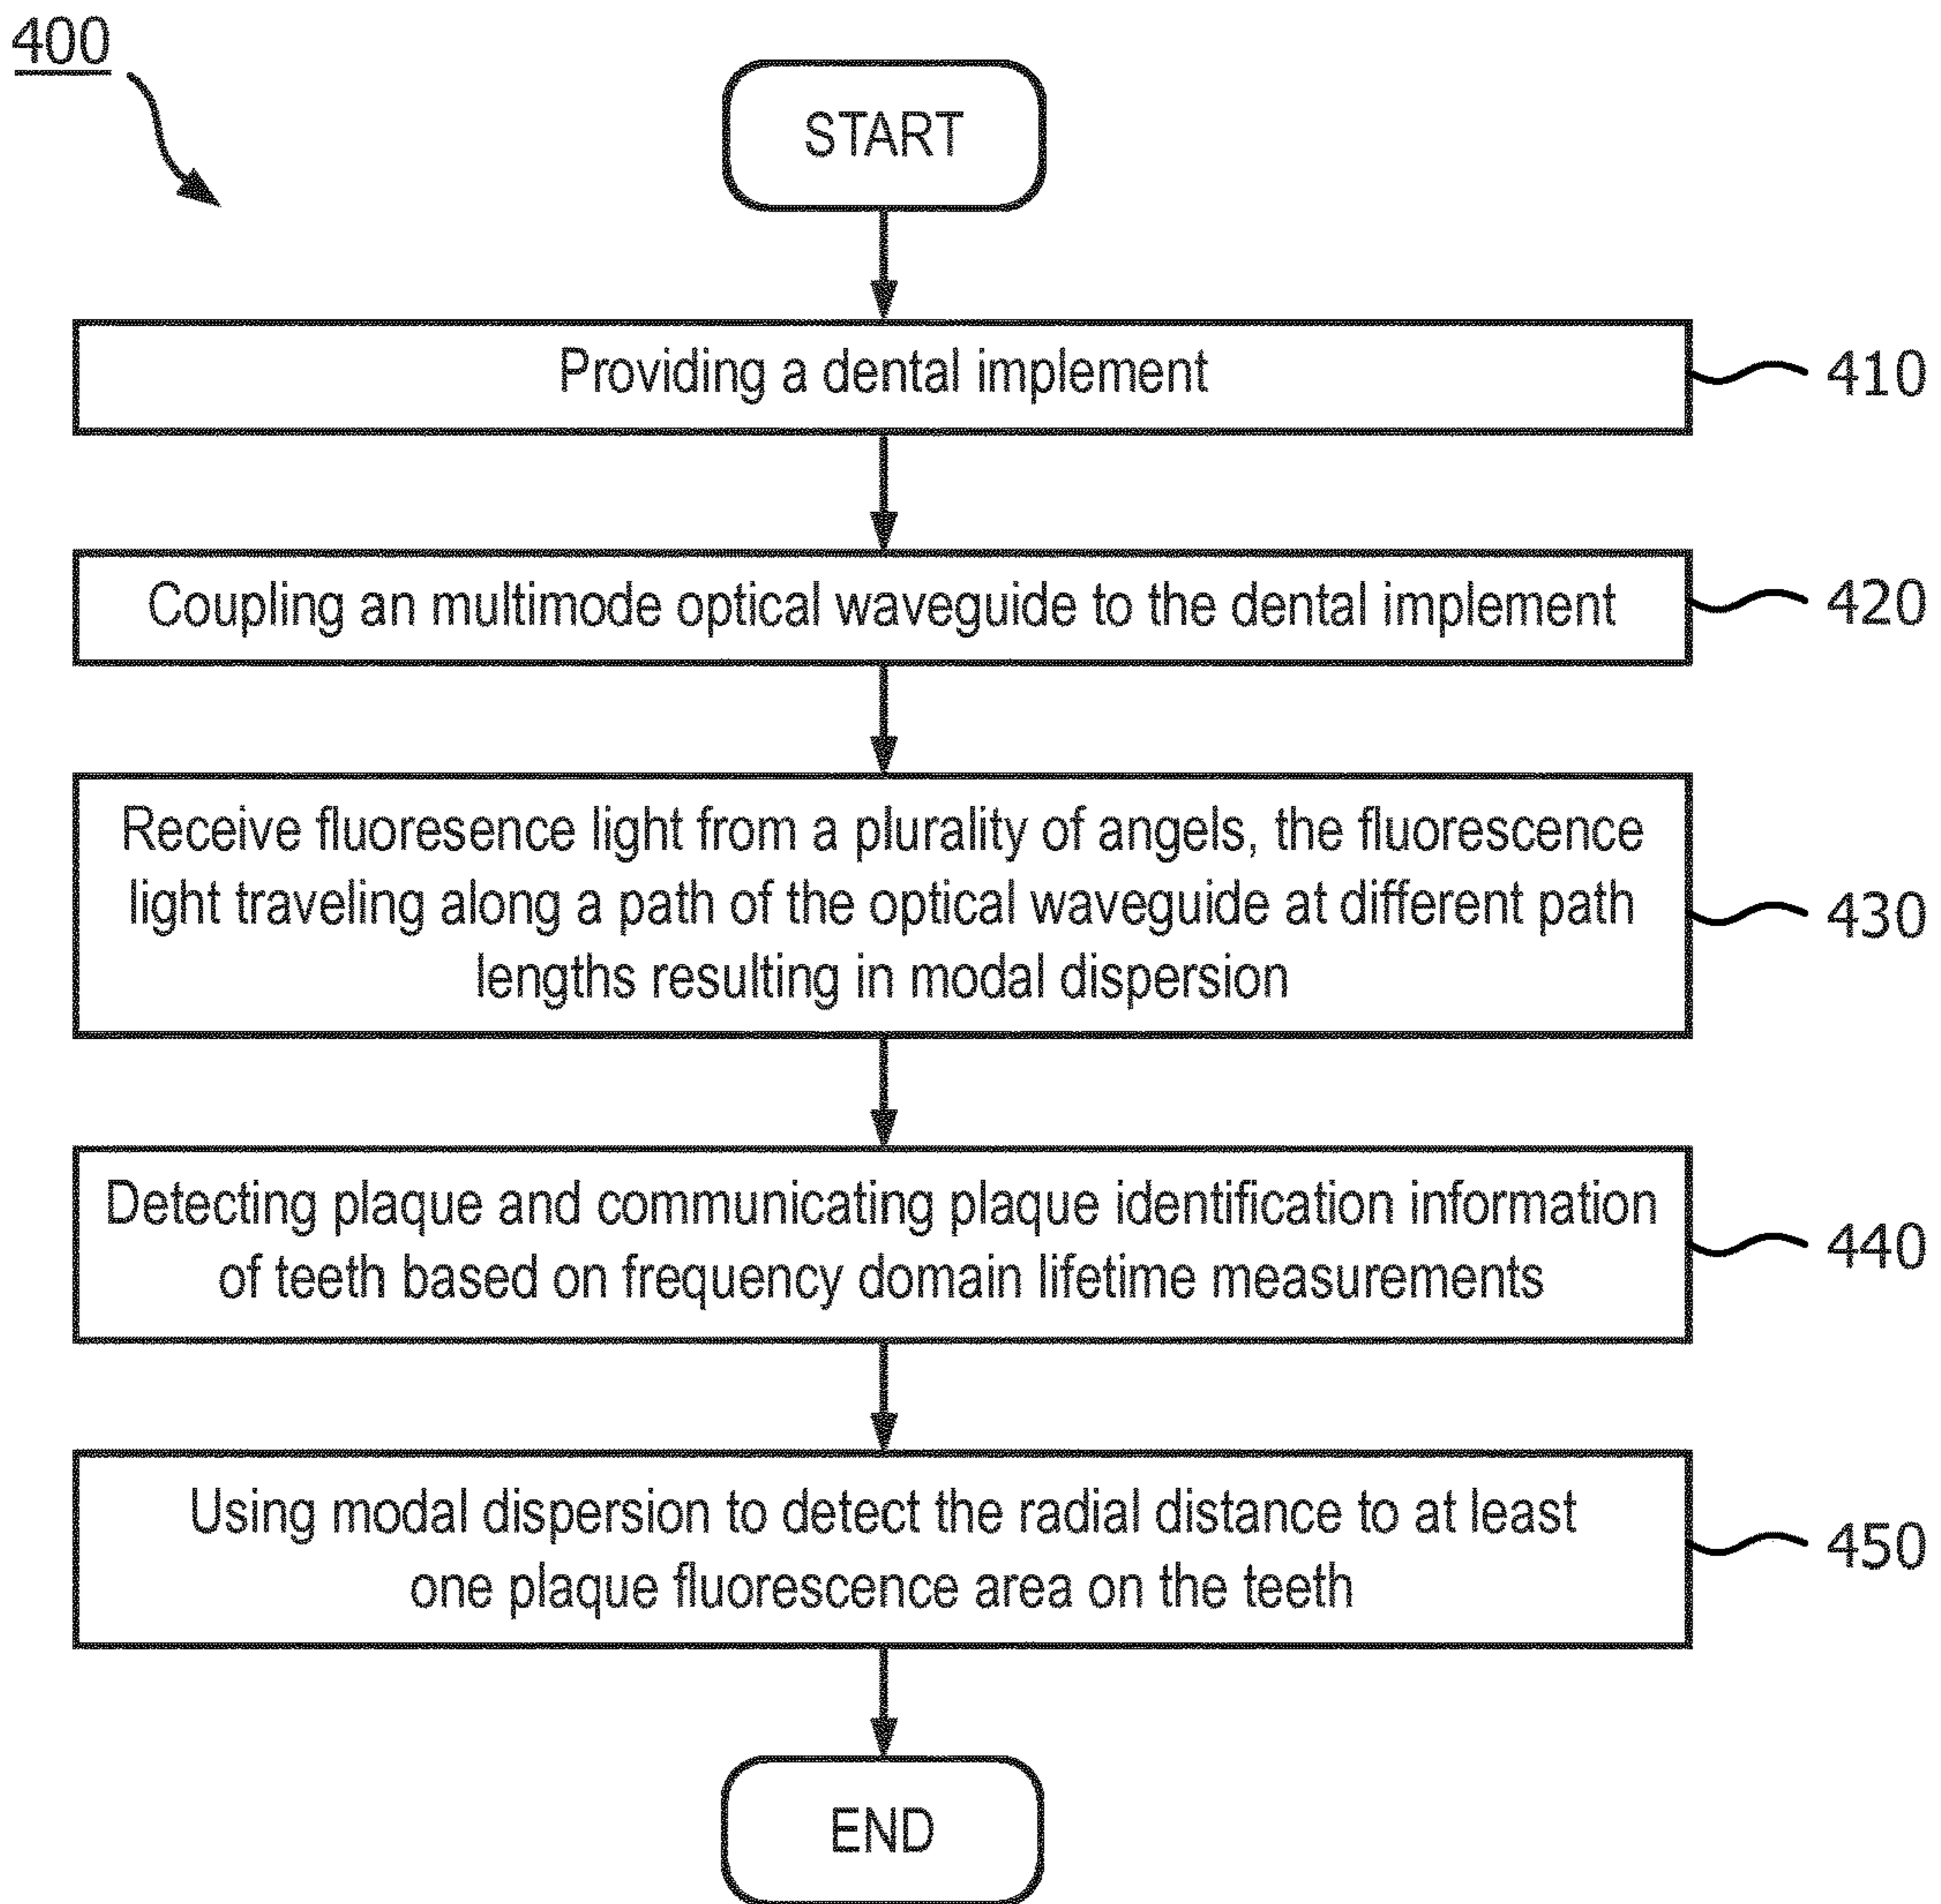 400
START
Providing a dental implement
410
Coupling an multimode optical waveguide to the dental implement
420
Receive fluoresence light from a plurality of angels, the fluorescence
light traveling along a path of the optical waveguide at different path
lengths resulting in modal dispersion
430
Detecting plaque and communicating plaque identification information
of teeth based on frequency domain lifetime measurements
440
Using modal dispersion to detect the radial distance to at least
one plaque fluorescence area on the teeth
450
END